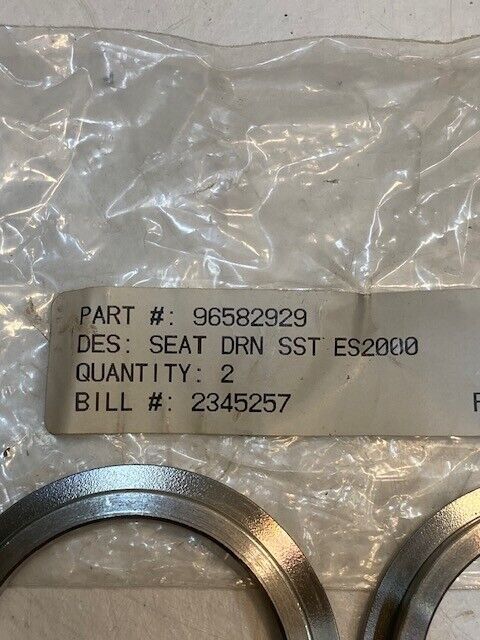 PART #: 96582929
DES: SEAT DRN SST ES2000
QUANTITY: 2
BILL #: 2345257